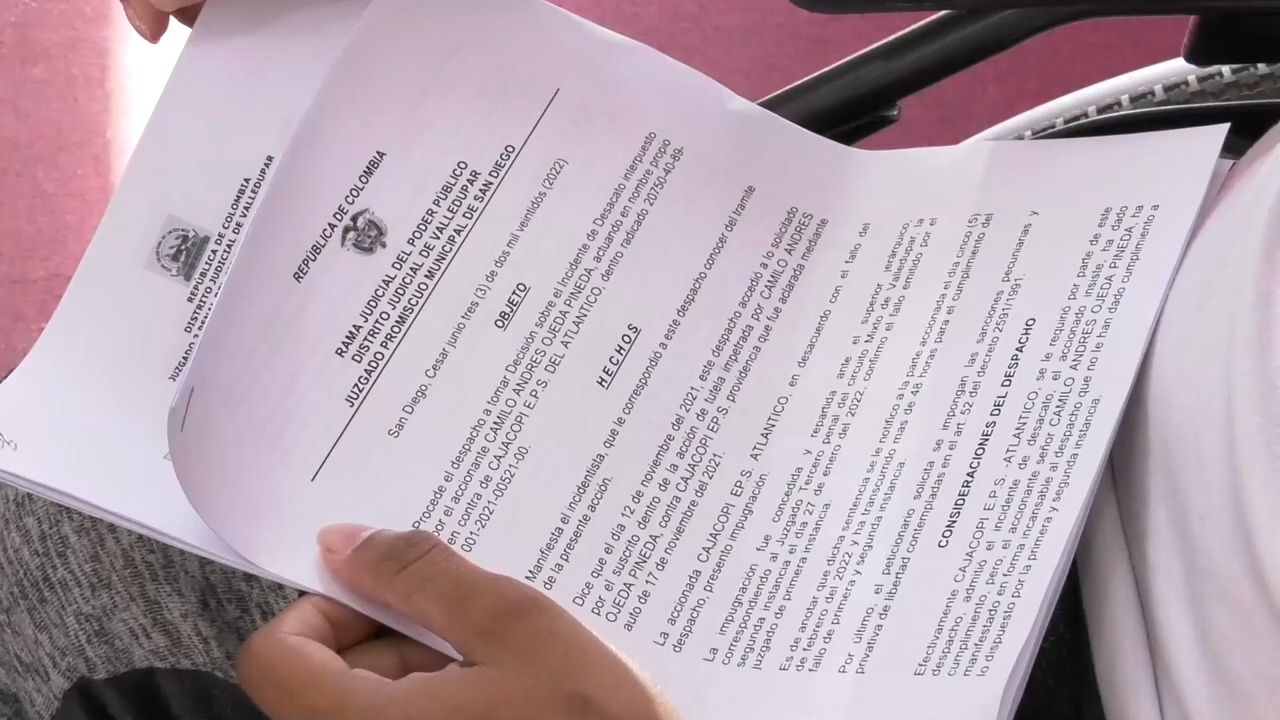 REPUBLICA DE COLOMBIA
DISTRITO JUDICIAL DE VALLEDUPAR
JUZGADO
REPÚBLICA DE COLOMBIA
RAMA JUDICIAL DEL PODER PÚBLICO
DISTRITO JUDICIAL DE VALLEDUPAR
JUZGADO PROMISCUO MUNICIPAL DE SAN DIEGO
San Diego, Cesar junio tres (3) de dos mil veintidós (2022)
OBJETO
Procede el despacho a tomar Decisión sobre el Incidente de Desacato interpuesto
por el accionante CAMILO ANDRES OJEDA PINEDA, actuando en nombre propio
en contra de CAJACOPI E.P.S. DEL ATLANTICO, dentro radicado 20750-40-89-
001-2021-00521-00.
HECHOS
Manifiesta el incidentista, que le correspondió a este despacho conocer del tramite
de la presente acción.
Dice que el día 12 de noviembre del 2021, este despacho accedió a lo solicitado
por el suscrito dentro de la acción de tutela impetrada por CAMILO ANDRES
OJEDA PINEDA, contra CAJACOPI E.P.S. providencia que fue aclarada mediante
auto de 17 de noviembre del 2021.
La accionada CAJACOPI EP.S. ATLANTICO, en desacuerdo con el fallo del
despacho, presento impugnación.
La impugnación fue concedida y repartida ante el superior jerárquico,
correspondiendo al Juzgado Tercero penal del circuito Mixto de Valledupar, la
segunda instancia el día 27 de enero del 2022. confirmo el fallo emitido por el
juzgado de primera instancia.
Es de anotar que dicha sentencia se le notifico a la parte accionada el día cinco (5)
de febrero del 2022 y ha transcurrido mas de 48 horas para el cumplimiento del
fallo de primera y segunda instancia.
Por último, el peticionario solicita se impongan las sanciones pecuniarias y
privativa de libertad contempladas en el art. 52 del decreto 2591/1991.
CONSIDERACIONES DEL DESPACHO
Efectivamente CAJACOPI E.P.S. -ATLANTICO, se le requirió por parte de este
despacho, admitió el incidente de desacato, el accionado insiste, ha dado
cumplimiento, pero, el accionante señor CAMILO ANDRES OJEDA PINEDA, ha
manifestado en forma incansable al despacho que no le han dado cumplimiento a
lo dispuesto por la primera y segunda instancia.